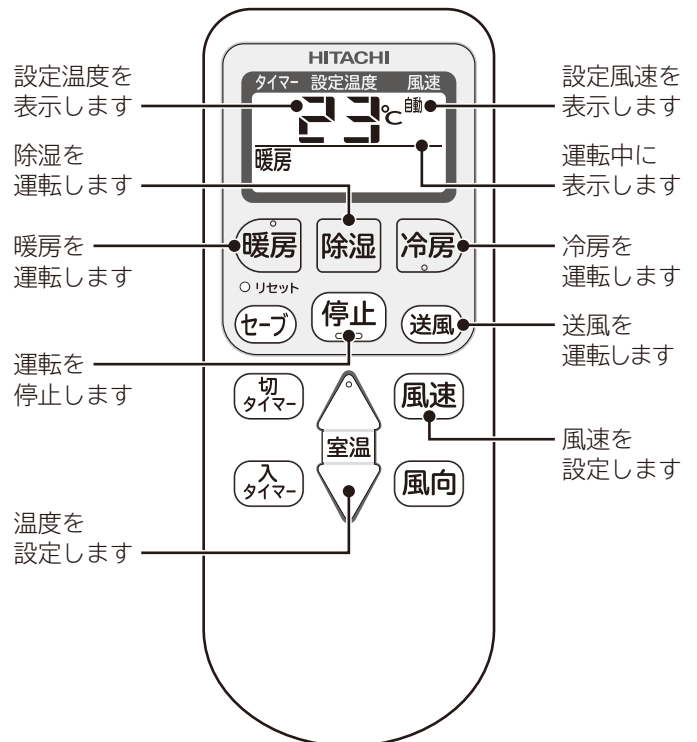 HITACHI
タイマー 設定温度 風速
23℃ 自動
暖房
設定温度を
表示します
除湿を
運転します
暖房を
運転します
運転を
停止します
温度を
設定します
設定風速を
表示します
運転中に
表示します
冷房を
運転します
送風を
運転します
風速を
設定します
暖房 除湿 冷房
リセット
セーブ 停止 送風
切
タイマー
室温
風速
入
タイマー
風向